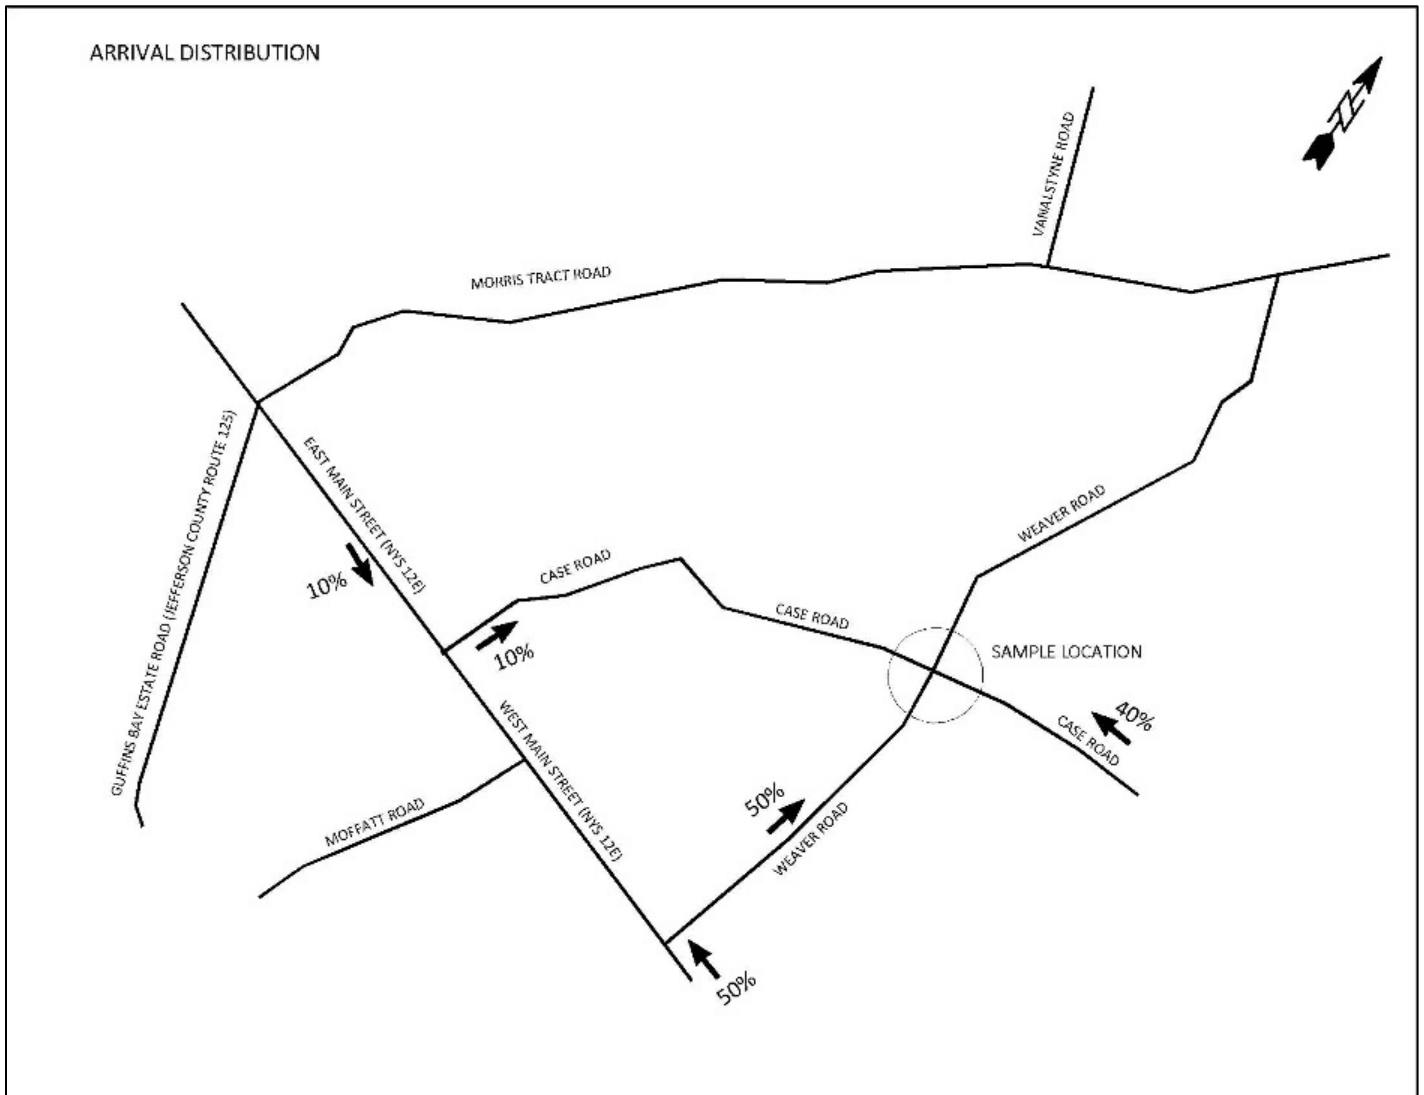 ARRIVAL DISTRIBUTION
VANALSTYNE ROAD
MORRIS TRACT ROAD
GUFFINS BAY ESTATE ROAD (JEFFERSON COUNTY ROUTE 125)
EAST MAIN STREET (NYS 12E)
WEAVER ROAD
10%
CASE ROAD
CASE ROAD
10%
SAMPLE LOCATION
WEST MAIN STREET (NYS 12E)
40%
CASE ROAD
50%
MOFFATT ROAD
WEAVER ROAD
50%